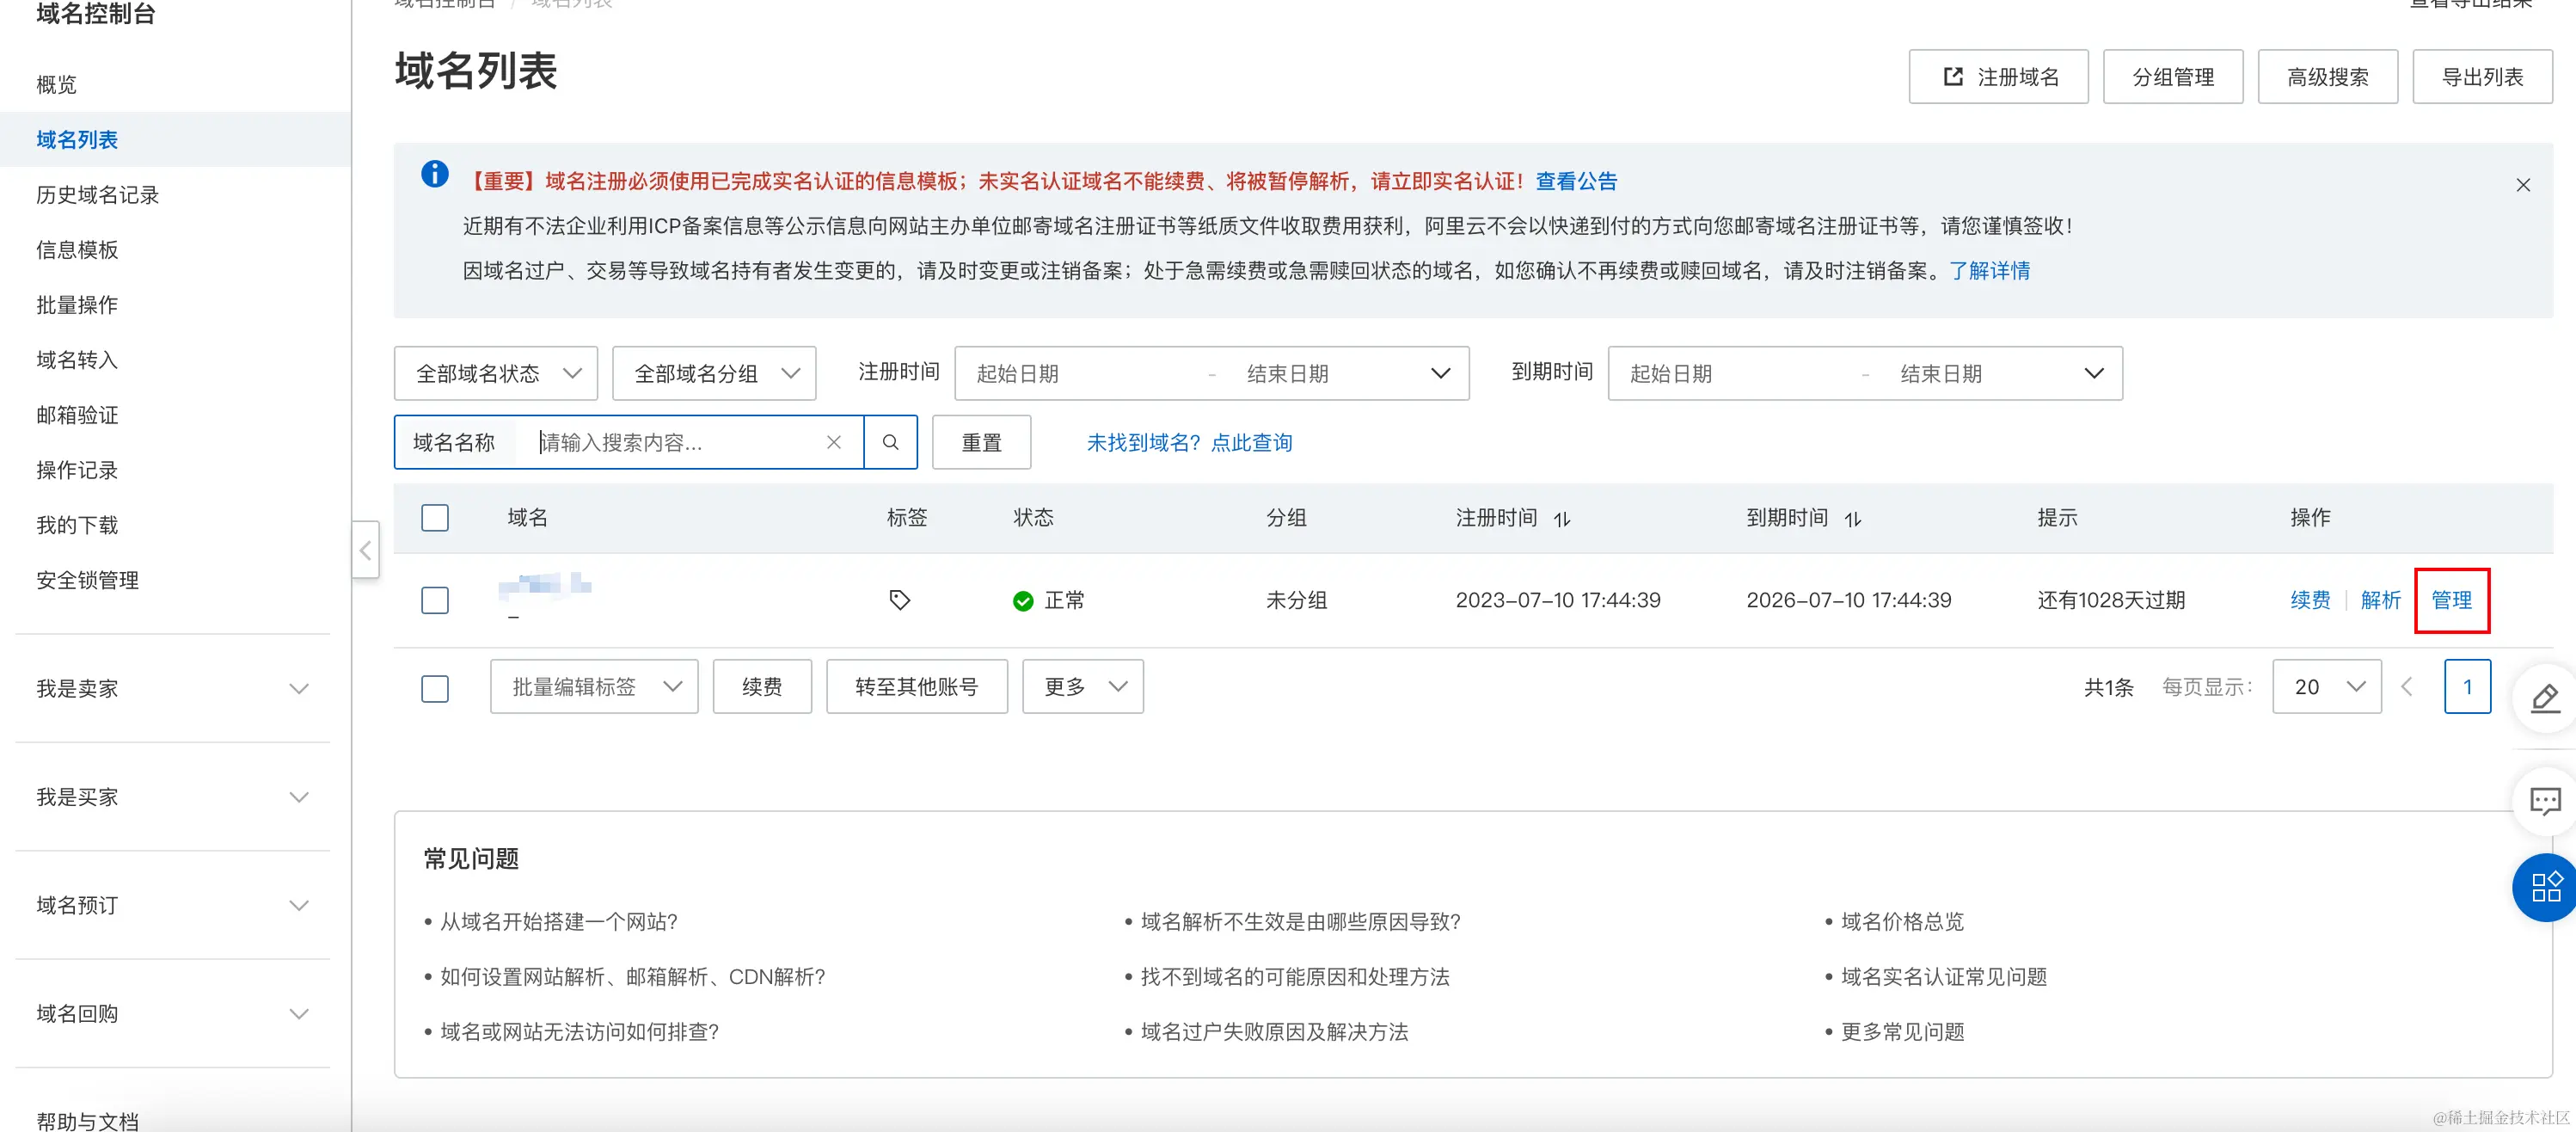 域名控制台
域名控制台 / 域名列表
查看导出结果
概览
域名列表
历史域名记录
信息模板
批量操作
域名转入
邮箱验证
操作记录
我的下载
安全锁管理
我是卖家
我是买家
域名预订
域名回购
帮助与文档
域名列表
注册域名 分组管理 高级搜索 导出列表
【重要】域名注册必须使用已完成实名认证的信息模板；未实名认证域名不能续费、将被暂停解析，请立即实名认证！查看公告
近期有不法企业利用ICP备案信息等公示信息向网站主办单位邮寄域名注册证书等纸质文件收取费用获利，阿里云不会以快递到付的方式向您邮寄域名注册证书等，请您谨慎签收！
因域名过户、交易等导致域名持有者发生变更的，请及时变更或注销备案；处于急需续费或急需赎回状态的域名，如您确认不再续费或赎回域名，请及时注销备案。了解详情
全部域名状态 全部域名分组 注册时间 起始日期 - 结束日期 到期时间 起始日期 - 结束日期
域名名称 请输入搜索内容... 重置 未找到域名？点此查询
域名 标签 状态 分组 注册时间 到期时间 提示 操作
正常 未分组 2023-07-10 17:44:39 2026-07-10 17:44:39 还有1028天过期 续费 解析 管理
–
批量编辑标签 续费 转至其他账号 更多 共1条 每页显示： 20 1
常见问题
• 从域名开始搭建一个网站？ • 域名解析不生效是由哪些原因导致？ • 域名价格总览
• 如何设置网站解析、邮箱解析、CDN解析？ • 找不到域名的可能原因和处理方法 • 域名实名认证常见问题
• 域名或网站无法访问如何排查？ • 域名过户失败原因及解决方法 • 更多常见问题
@稀土掘金技术社区